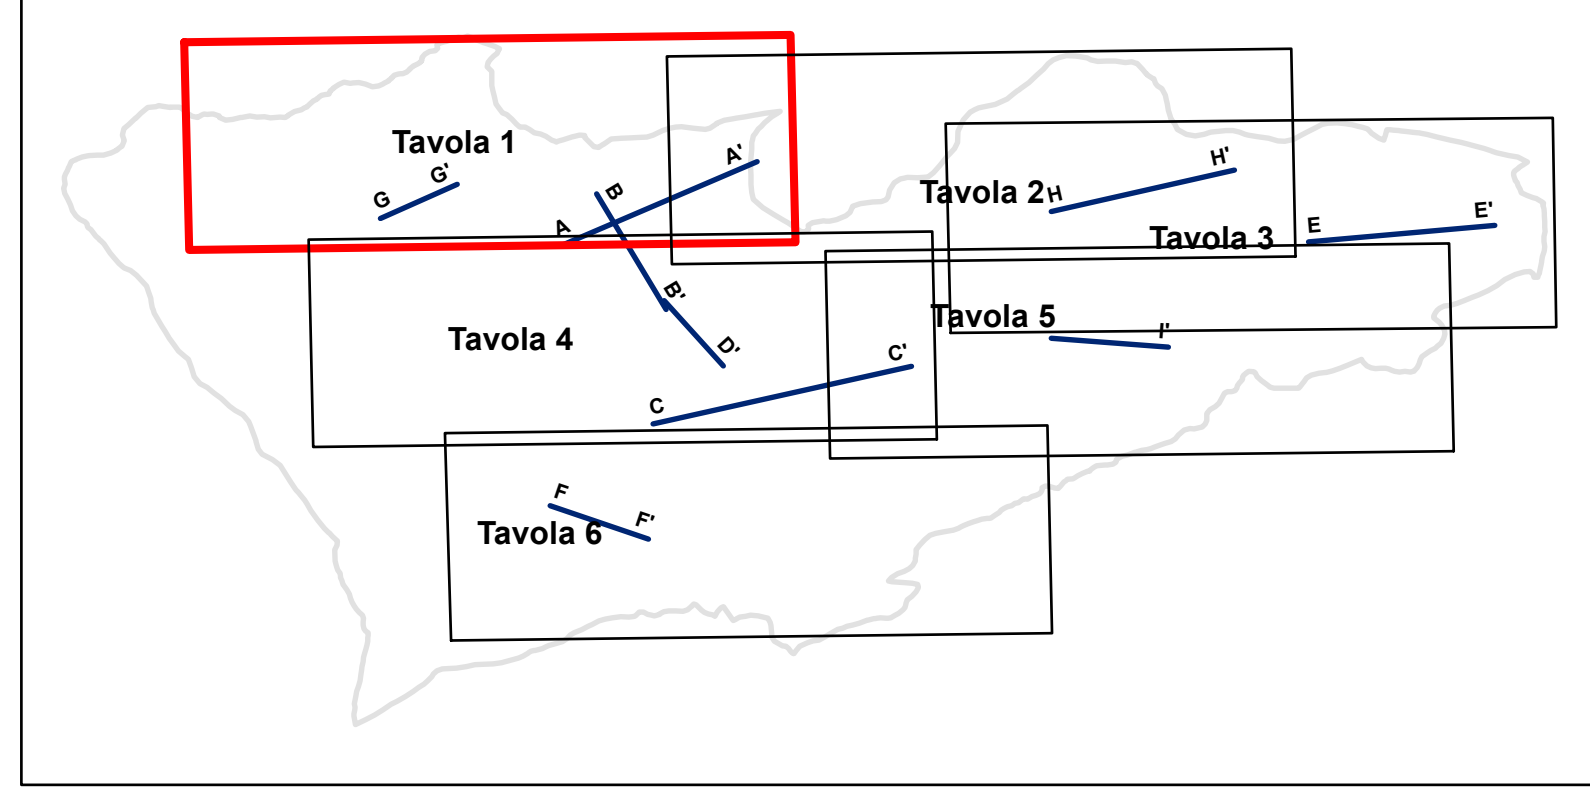 Tavola 1
G
G'
A
A'
B
Tavola 2
H
H'
Tavola 3
E
E'
Tavola 4
B'
D'
C
C'
Tavola 5
I'
F
F'
Tavola 6